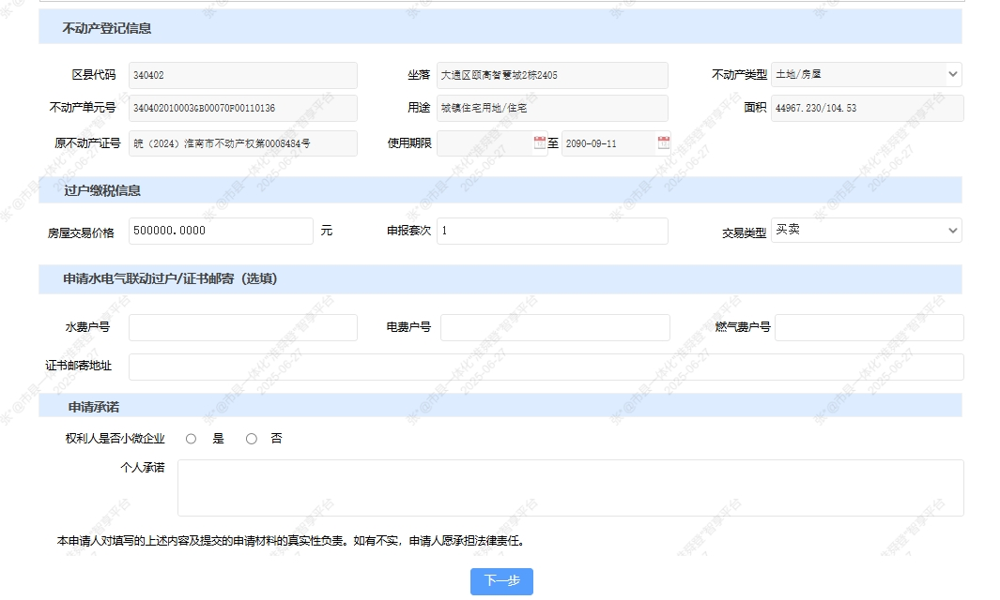 不动产登记信息
区县代码 340402 坐落 大通区颐高智慧城2栋2405 不动产类型 土地/房屋
不动产单元号 340402010003GB00070F00110136 用途 城镇住宅用地/住宅 面积 44967.230/104.53
原不动产证号 皖（2024）淮南市不动产权第0008484号 使用期限 至 2090-09-11
过户缴税信息
房屋交易价格 500000.0000 元 申报套次 1 交易类型 买卖
申请水电气联动过户/证书邮寄（选填）
水费户号 电费户号 燃气费户号
证书邮寄地址
申请承诺
权利人是否小微企业 是 否
个人承诺
本申请人对填写的上述内容及提交的申请材料的真实性负责。如有不实，申请人愿承担法律责任。
下一步